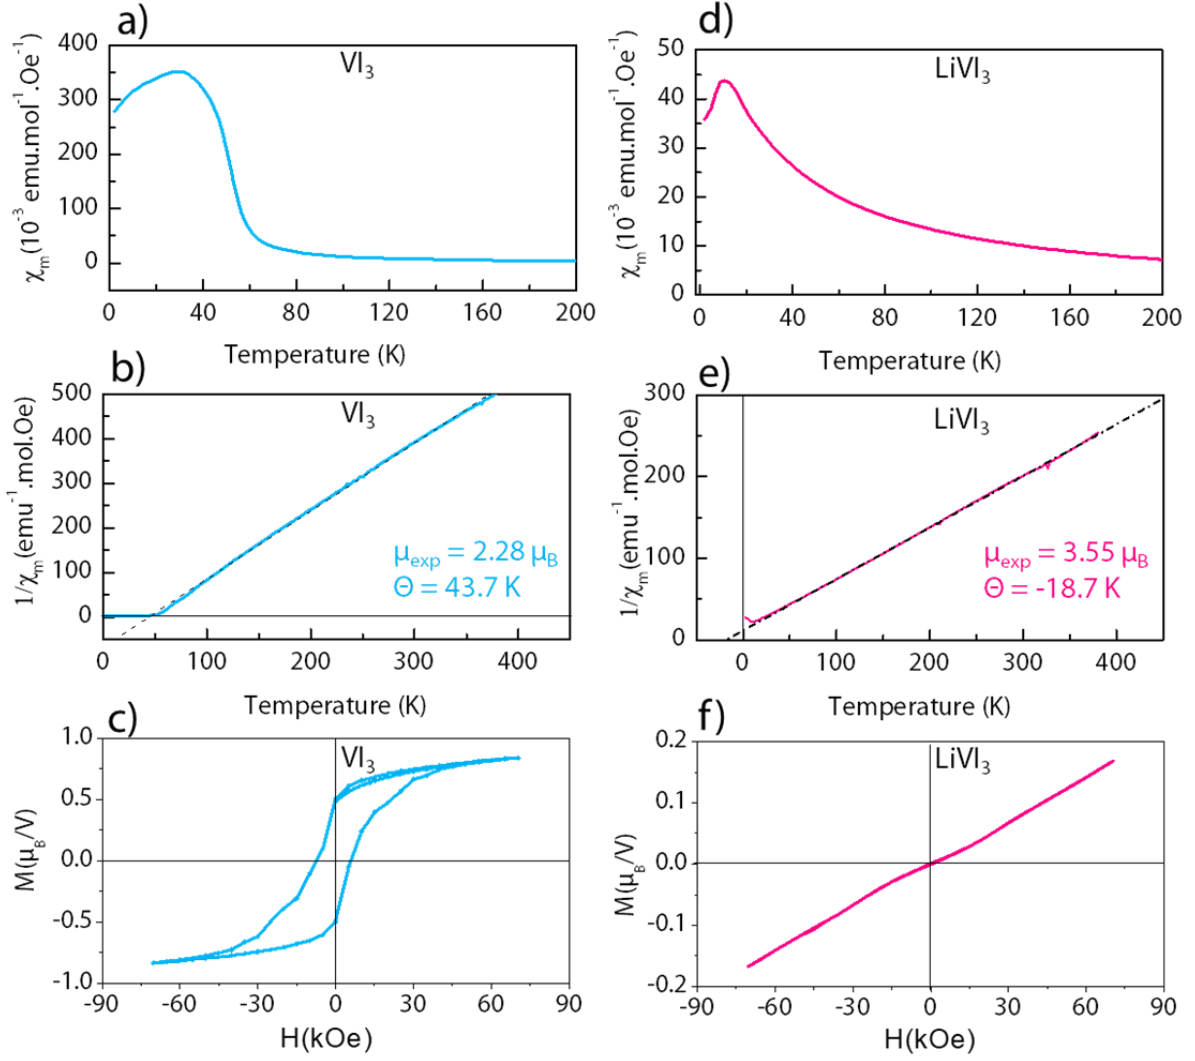 a)
VI₃
400
300
200
100
0
χₘ(10⁻³ emu.mol⁻¹.Oe⁻¹)
0 40 80 120 160 200
Temperature (K)
d)
LiVI₃
50
40
30
20
10
0
χₘ(10⁻³ emu.mol⁻¹.Oe⁻¹)
0 40 80 120 160 200
Temperature (K)
b)
VI₃
500
400
300
200
100
0
1/χₘ(emu⁻¹.mol.Oe)
μexp = 2.28 μB
Θ = 43.7 K
0 100 200 300 400
Temperature (K)
e)
LiVI₃
300
200
100
0
1/χₘ(emu⁻¹.mol.Oe)
μexp = 3.55 μB
Θ = -18.7 K
0 100 200 300 400
Temperature (K)
c)
VI₃
1.0
0.5
0.0
-0.5
-1.0
M(μB/V)
-90 -60 -30 0 30 60 90
H(kOe)
f)
LiVI₃
0.2
0.1
0.0
-0.1
-0.2
M(μB/V)
-90 -60 -30 0 30 60 90
H(kOe)